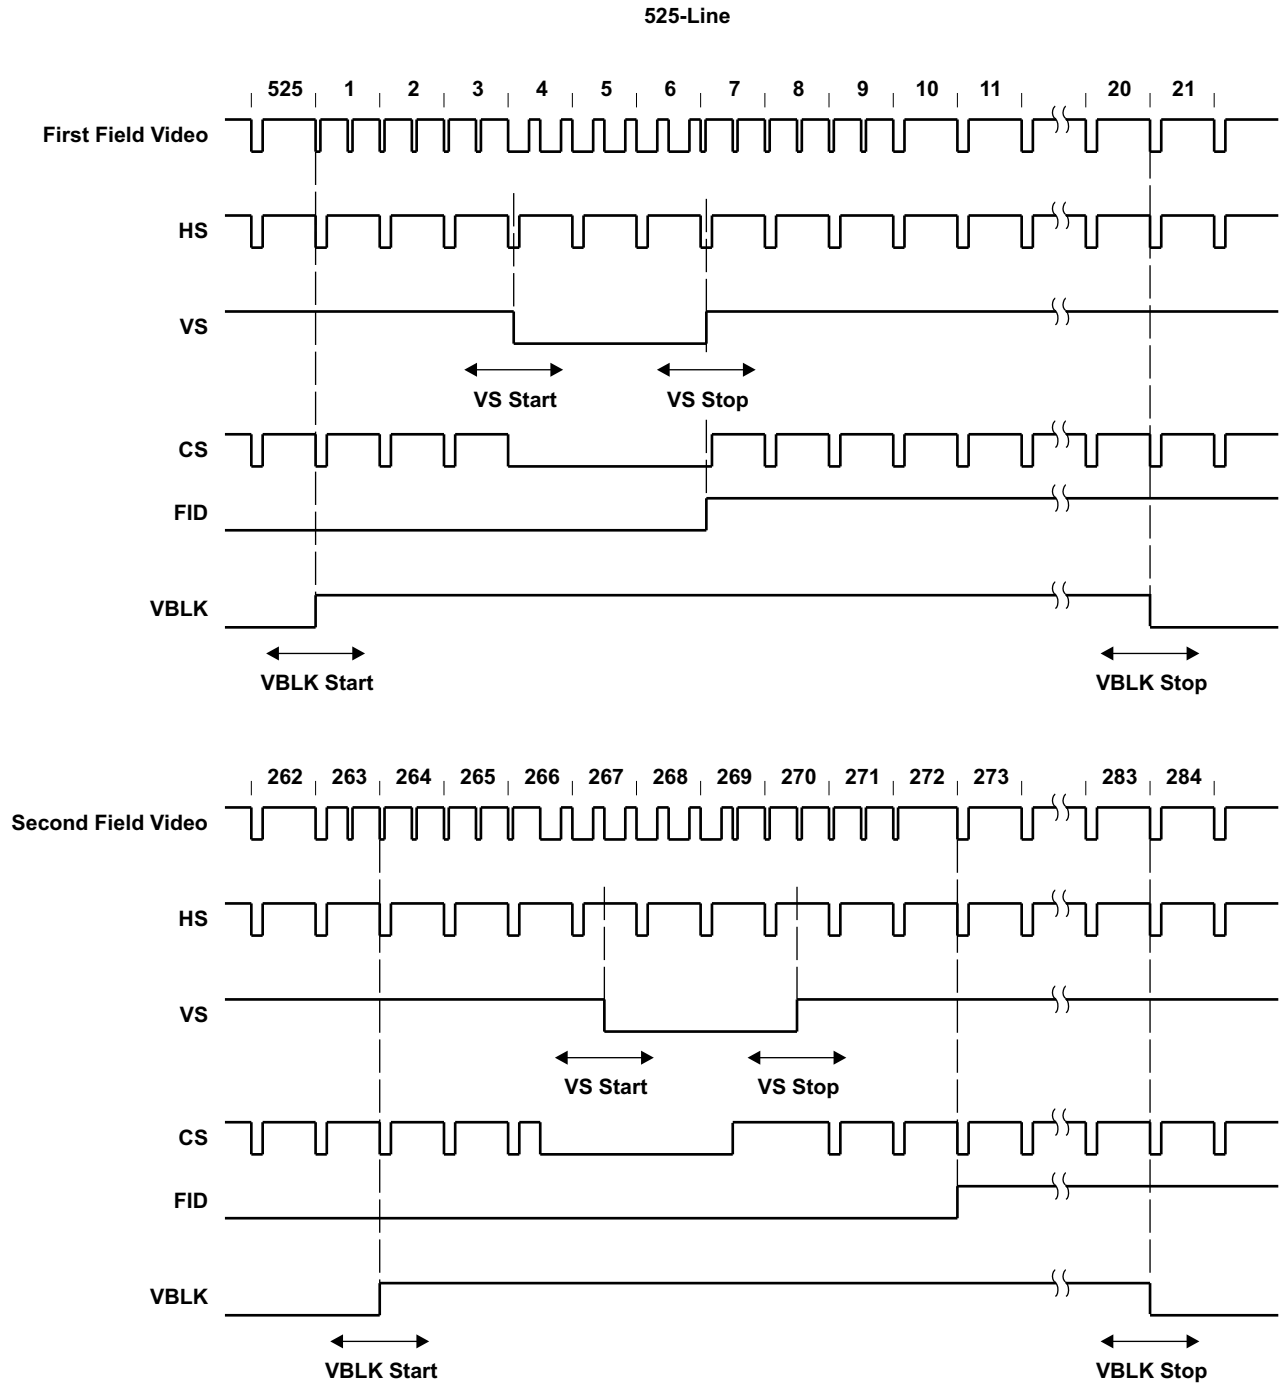 525-Line
525 1 2 3 4 5 6 7 8 9 10 11 20 21
First Field Video
HS
VS
VS Start VS Stop
CS
FID
VBLK
VBLK Start VBLK Stop
262 263 264 265 266 267 268 269 270 271 272 273 283 284
Second Field Video
HS
VS
VS Start VS Stop
CS
FID
VBLK
VBLK Start VBLK Stop